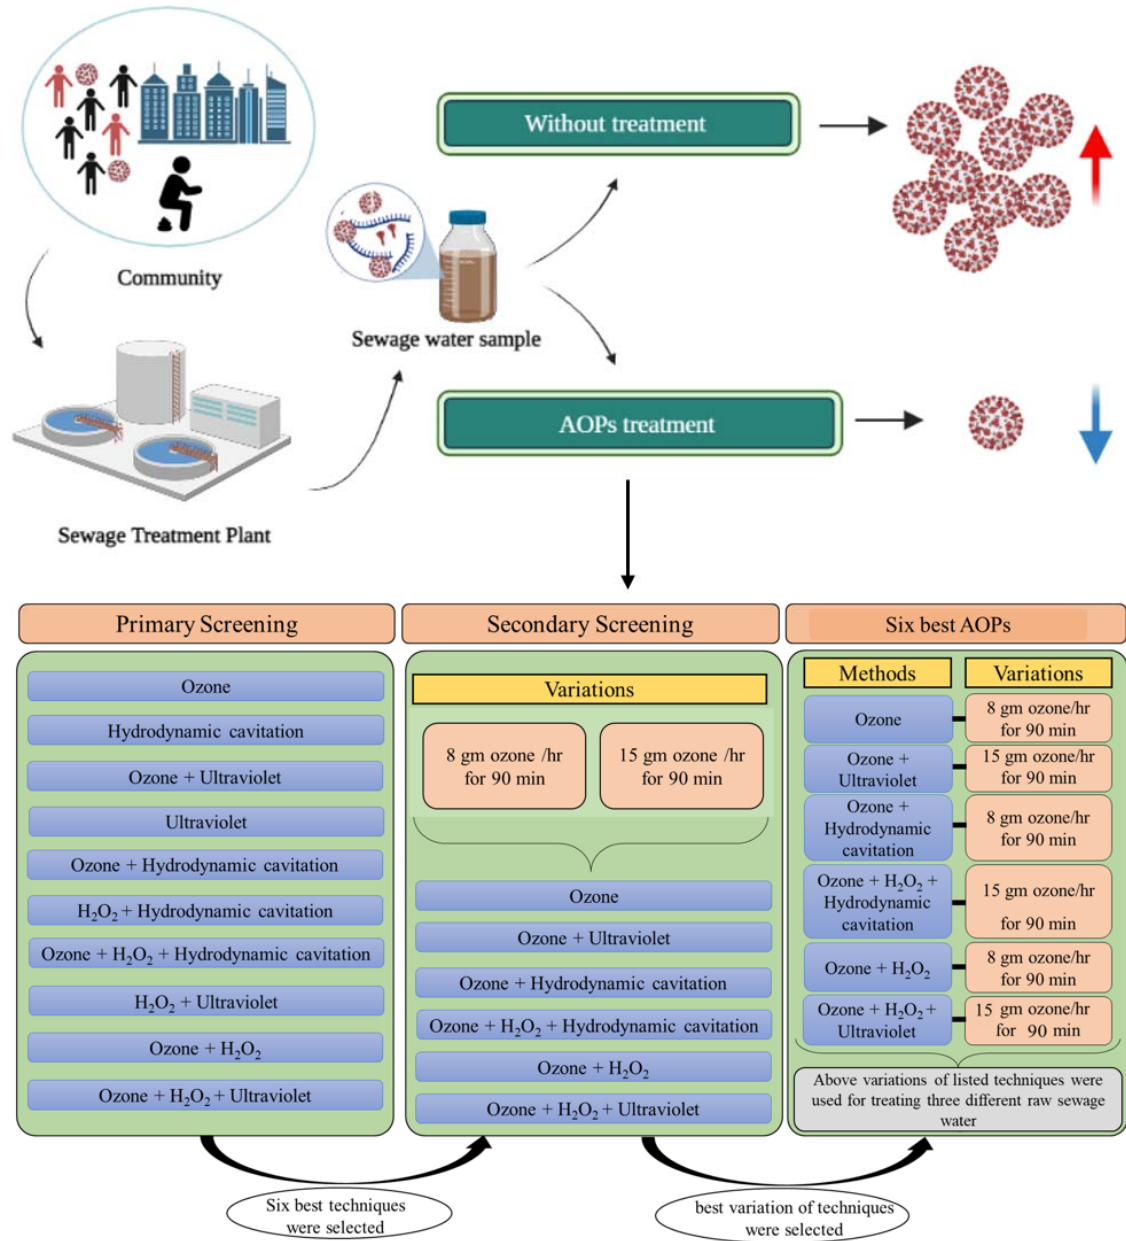 Without treatment
Community
Sewage water sample
AOPs treatment
Sewage Treatment Plant
Primary Screening
Ozone
Hydrodynamic cavitation
Ozone + Ultraviolet
Ultraviolet
Ozone + Hydrodynamic cavitation
H₂O₂ + Hydrodynamic cavitation
Ozone + H₂O₂ + Hydrodynamic cavitation
H₂O₂ + Ultraviolet
Ozone + H₂O₂
Ozone + H₂O₂ + Ultraviolet
Secondary Screening
Variations
8 gm ozone /hr
for 90 min
15 gm ozone /hr
for 90 min
Ozone
Ozone + Ultraviolet
Ozone + Hydrodynamic cavitation
Ozone + H₂O₂ + Hydrodynamic cavitation
Ozone + H₂O₂
Ozone + H₂O₂ + Ultraviolet
Six best AOPs
Methods
Variations
Ozone
8 gm ozone/hr
for 90 min
Ozone +
Ultraviolet
15 gm ozone/hr
for 90 min
Ozone +
Hydrodynamic
cavitation
8 gm ozone/hr
for 90 min
Ozone + H₂O₂ +
Hydrodynamic
cavitation
15 gm ozone/hr
for 90 min
Ozone + H₂O₂
8 gm ozone/hr
for 90 min
Ozone + H₂O₂ +
Ultraviolet
15 gm ozone/hr
for 90 min
Above variations of listed techniques were
used for treating three different raw sewage
water
Six best techniques
were selected
best variation of techniques
were selected